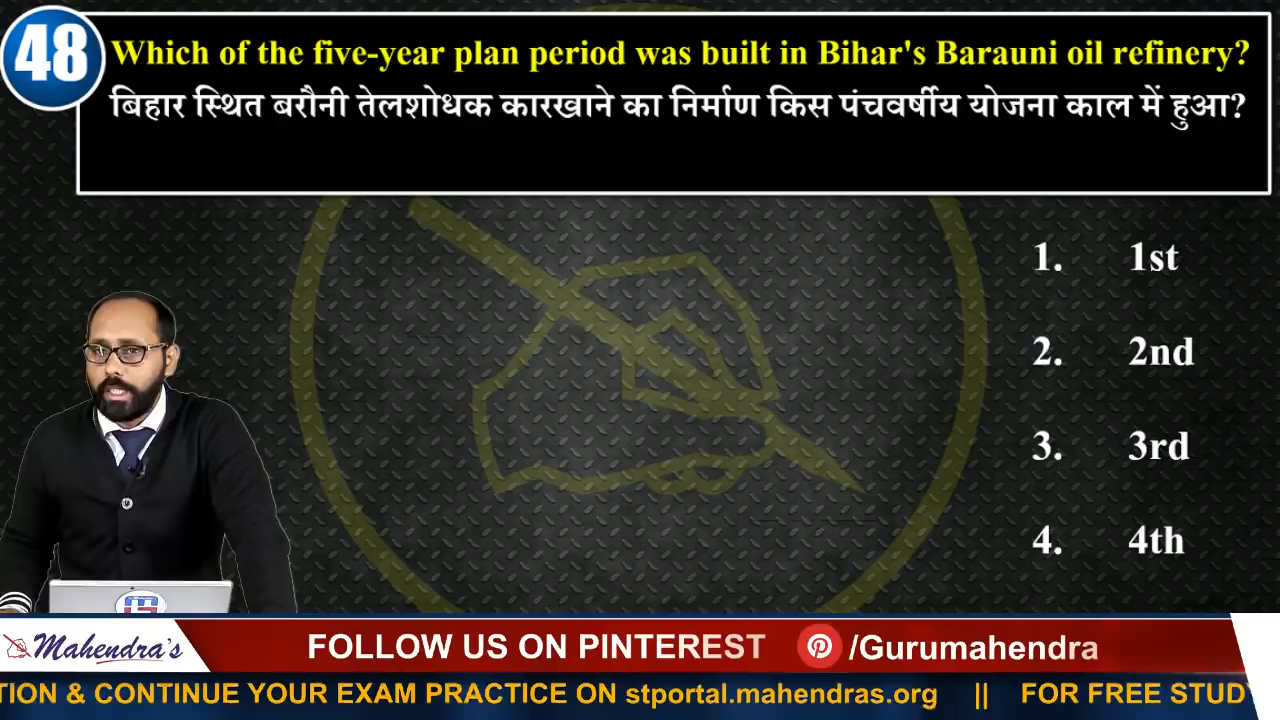 48
Which of the five-year plan period was built in Bihar's Barauni oil refinery?
बिहार स्थित बरौनी तेलशोधक कारखाने का निर्माण किस पंचवर्षीय योजना काल में हुआ?
1. 1st
2. 2nd
3. 3rd
4. 4th
Mahendra's
FOLLOW US ON PINTEREST /Gurumahendra
TION & CONTINUE YOUR EXAM PRACTICE ON stportal.mahendras.org || FOR FREE STUD